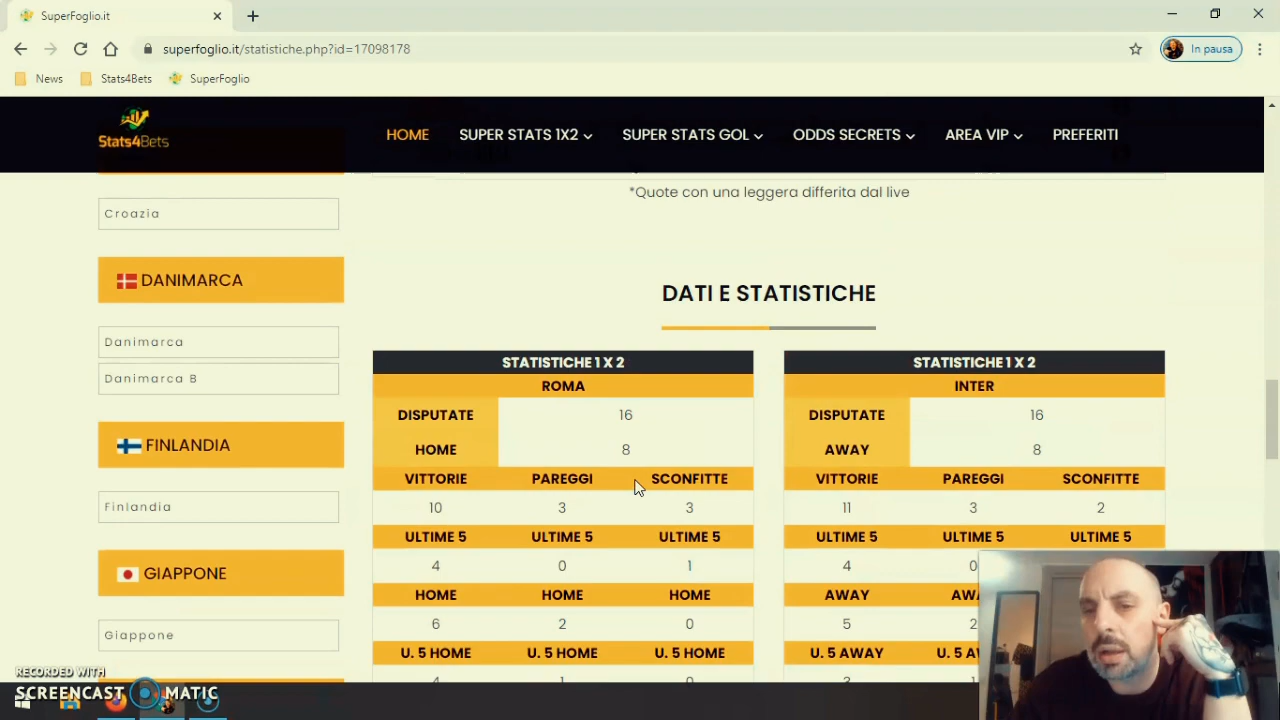 SuperFoglio.it
superfoglio.it/statistiche.php?id=17098178
In pausa
News Stats4Bets SuperFoglio
Stats4Bets
HOME SUPER STATS 1X2 SUPER STATS GOL ODDS SECRETS AREA VIP PREFERITI
Croazia
DANIMARCA
Danimarca
Danimarca B
FINLANDIA
Finlandia
GIAPPONE
Giappone
*Quote con una leggera differita dal live
DATI E STATISTICHE
STATISTICHE 1 X 2
ROMA
DISPUTATE 16
HOME 8
VITTORIE PAREGGI SCONFITTE
10 3 3
ULTIME 5 ULTIME 5 ULTIME 5
4 0 1
HOME HOME HOME
6 2 0
U. 5 HOME U. 5 HOME U. 5 HOME
4 1 0
STATISTICHE 1 X 2
INTER
DISPUTATE 16
AWAY 8
VITTORIE PAREGGI SCONFITTE
11 3 2
ULTIME 5 ULTIME 5 ULTIME 5
4 0
AWAY
5 2
U. 5 AWAY
RECORDED WITH
SCREENCAST MATIC